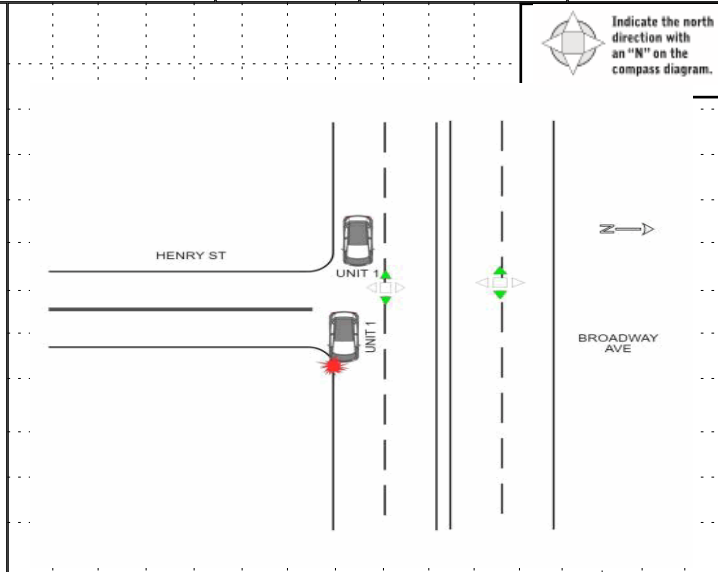 Indicate the north
direction with
an “N” on the
compass diagram.
HENRY ST
N
UNIT 1
UNIT 1
BROADWAY
AVE